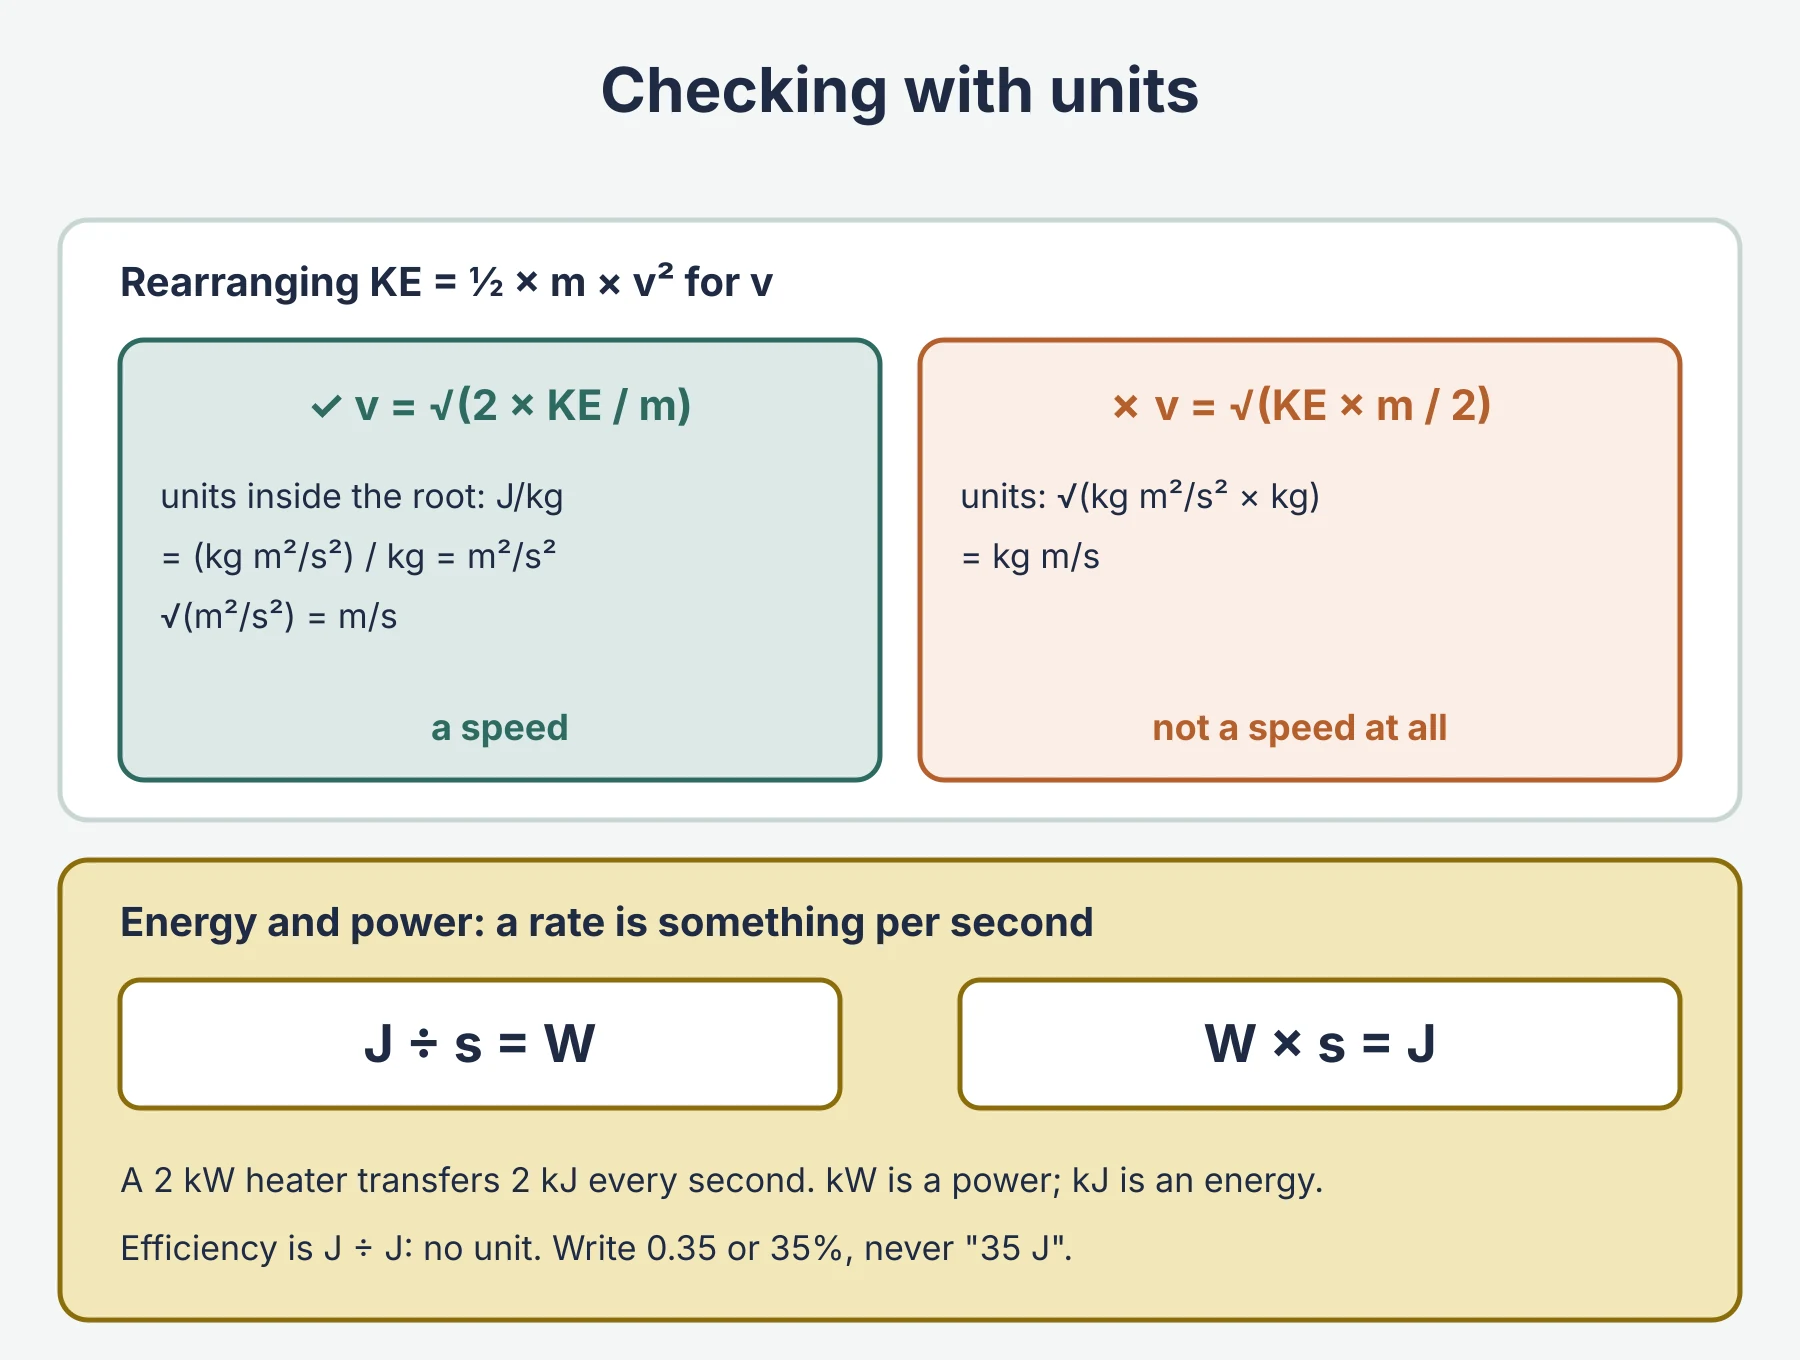 Checking with units
Rearranging KE = ½ × m × v² for v
✓ v = √(2 × KE / m)
units inside the root: J/kg
= (kg m²/s²) / kg = m²/s²
√(m²/s²) = m/s
a speed
× v = √(KE × m / 2)
units: √(kg m²/s² × kg)
= kg m/s
not a speed at all
Energy and power: a rate is something per second
J ÷ s = W
W × s = J
A 2 kW heater transfers 2 kJ every second. kW is a power; kJ is an energy.
Efficiency is J ÷ J: no unit. Write 0.35 or 35%, never "35 J".